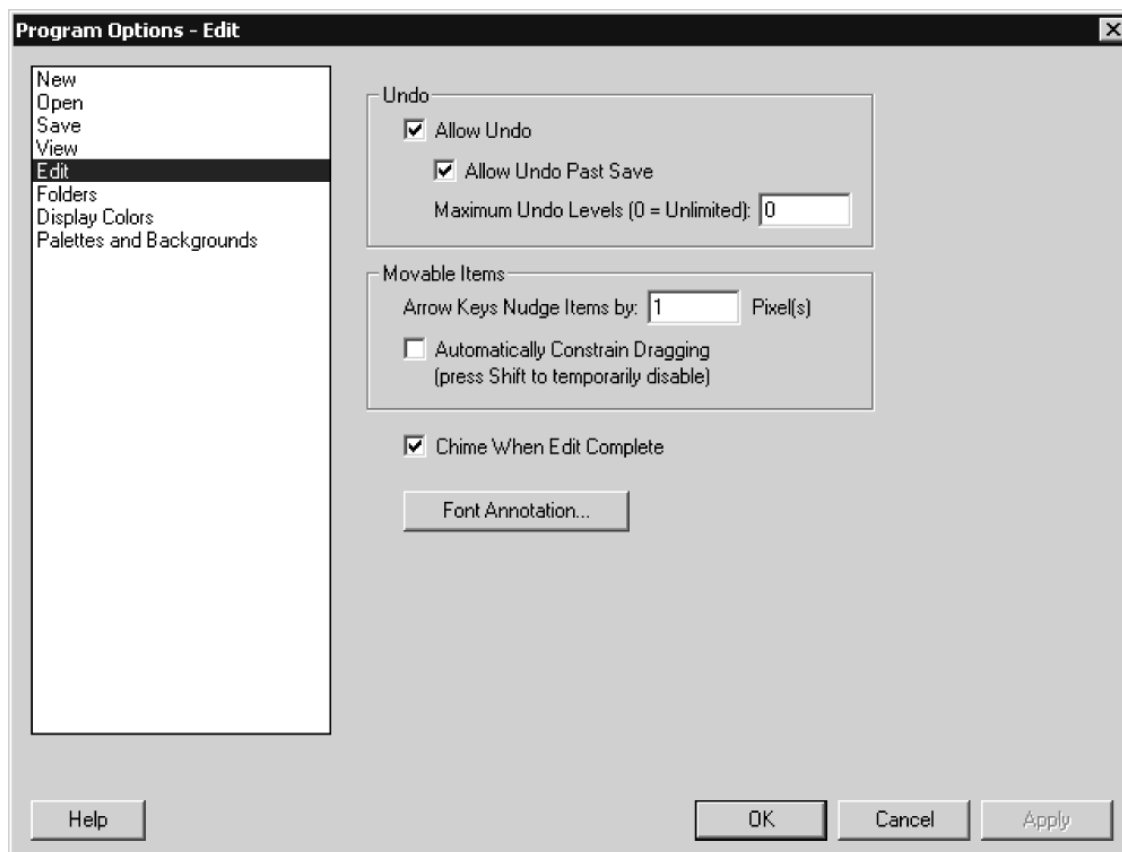 Program Options - Edit
New
Open
Save
View
Edit
Folders
Display Colors
Palettes and Backgrounds
Undo
Allow Undo
Allow Undo Past Save
Maximum Undo Levels (0 = Unlimited): 0
Movable Items
Arrow Keys Nudge Items by: 1 Pixel(s)
Automatically Constrain Dragging
(press Shift to temporarily disable)
Chime When Edit Complete
Font Annotation...
Help OK Cancel Apply